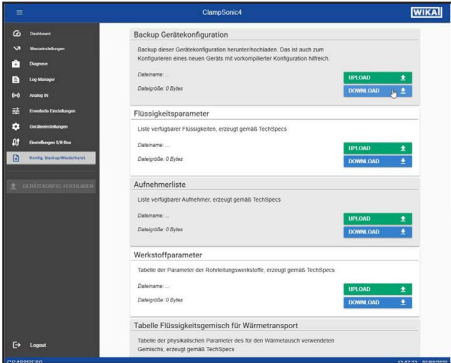 ClampSonic4
WIKAI
Dashboard
Messeinstellungen
Diagnose
Log-Manager
Analog IN
Erweiterte Einstellungen
Geräteeinstellungen
Einstellungen S/R Box
Konfig. Backup/Wiederherst.
GERÄTEKONFIG. HOCHLADEN
Logout
Backup Gerätekonfiguration
Backup dieser Gerätekonfiguration herunter/hochladen. Das ist auch zum
Konfigurieren eines neuen Geräts mit vorkompilierter Konfiguration hilfreich.
Dateiname: ...
Dateigröße: 0 Bytes
UPLOAD
DOWNLOAD
Flüssigkeitsparameter
Liste verfügbarer Flüssigkeiten, erzeugt gemäß TechSpecs
Dateiname: ...
Dateigröße: 0 Bytes
UPLOAD
DOWNLOAD
Aufnehmerliste
Liste verfügbarer Aufnehmer, erzeugt gemäß TechSpecs
Dateiname: ...
Dateigröße: 0 Bytes
UPLOAD
DOWNLOAD
Werkstoffparameter
Tabelle der Parameter der Rohrleitungswerkstoffe, erzeugt gemäß TechSpecs
Dateiname: ...
Dateigröße: 0 Bytes
UPLOAD
DOWNLOAD
Tabelle Flüssigkeitsgemisch für Wärmetransport
Tabelle der physikalischen Parameter des für den Wärmetausch verwendeten
Gemischs, erzeugt gemäß TechSpecs